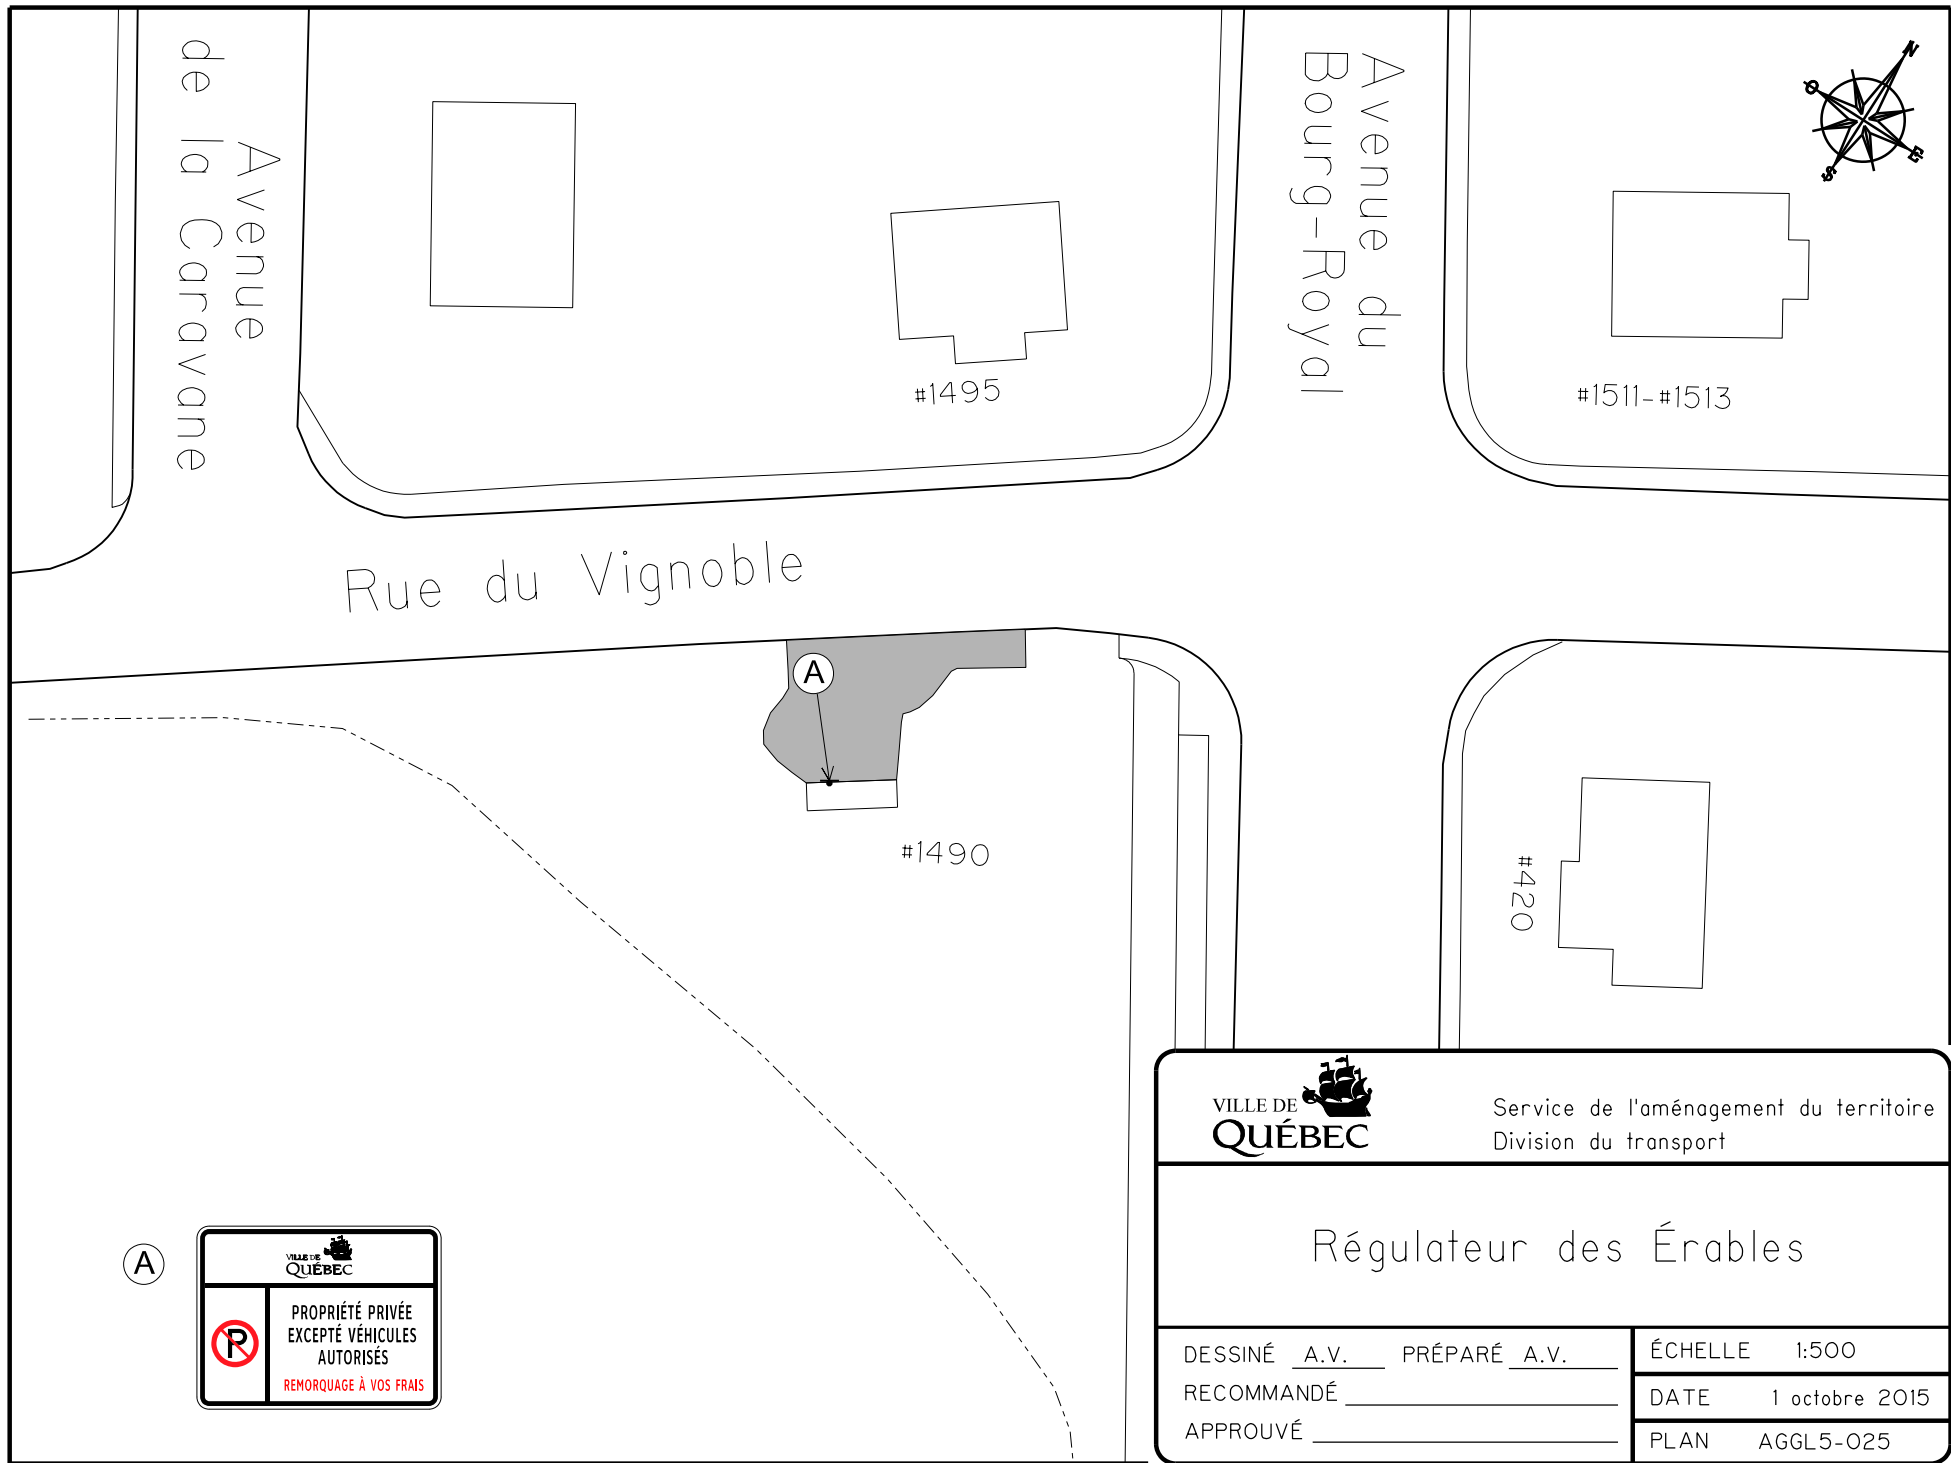 Avenue
de la Caravane
Avenue du
Bourg-Royal
N
O
E
S
#1495
#1511-#1513
Rue du Vignoble
A
#1490
#420
VILLE DE
QUÉBEC
Service de l'aménagement du territoire
Division du transport
Régulateur des Érables
DESSINÉ A.V. PRÉPARÉ A.V.
RECOMMANDÉ
APPROUVÉ
ÉCHELLE 1:500
DATE 1 octobre 2015
PLAN AGGL5-025
A
VILLE DE
QUÉBEC
P
PROPRIÉTÉ PRIVÉE
EXCEPTÉ VÉHICULES
AUTORISÉS
REMORQUAGE À VOS FRAIS